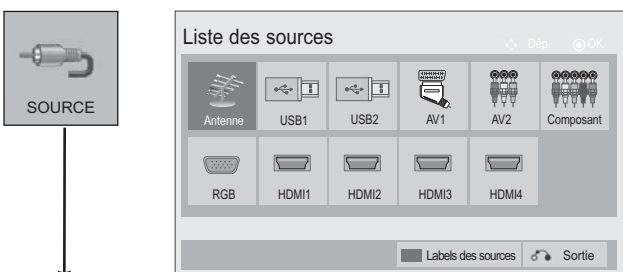 SOURCE
Liste des sources
Dép. OK
Antenne USB1 USB2 AV1 AV2 Composant
RGB HDMI1 HDMI2 HDMI3 HDMI4
Labels des sources Sortie